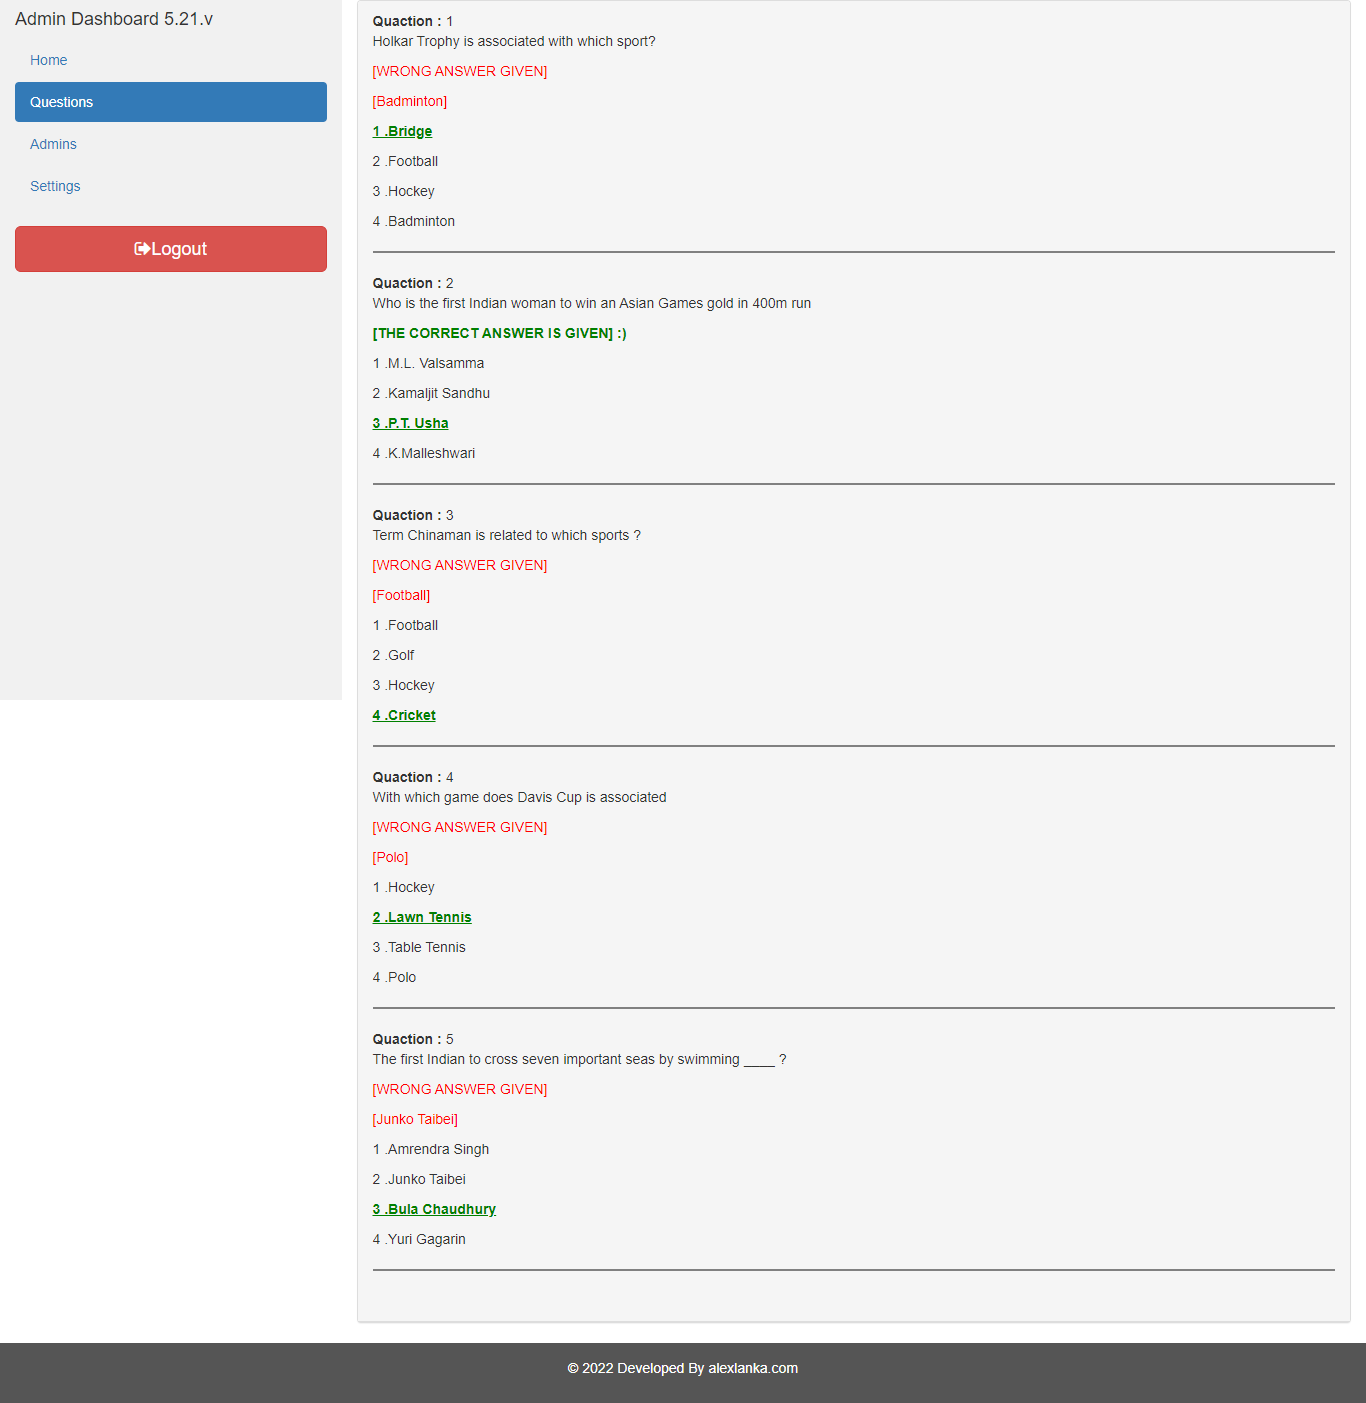 Admin Dashboard 5.21.v
Home
Questions
Admins
Settings
Logout
Quaction : 1
Holkar Trophy is associated with which sport?
[WRONG ANSWER GIVEN]
[Badminton]
1 .Bridge
2 .Football
3 .Hockey
4 .Badminton
Quaction : 2
Who is the first Indian woman to win an Asian Games gold in 400m run
[THE CORRECT ANSWER IS GIVEN] :)
1 .M.L. Valsamma
2 .Kamaljit Sandhu
3 .P.T. Usha
4 .K.Malleshwari
Quaction : 3
Term Chinaman is related to which sports ?
[WRONG ANSWER GIVEN]
[Football]
1 .Football
2 .Golf
3 .Hockey
4 .Cricket
Quaction : 4
With which game does Davis Cup is associated
[WRONG ANSWER GIVEN]
[Polo]
1 .Hockey
2 .Lawn Tennis
3 .Table Tennis
4 .Polo
Quaction : 5
The first Indian to cross seven important seas by swimming ____ ?
[WRONG ANSWER GIVEN]
[Junko Taibei]
1 .Amrendra Singh
2 .Junko Taibei
3 .Bula Chaudhury
4 .Yuri Gagarin
© 2022 Developed By alexlanka.com